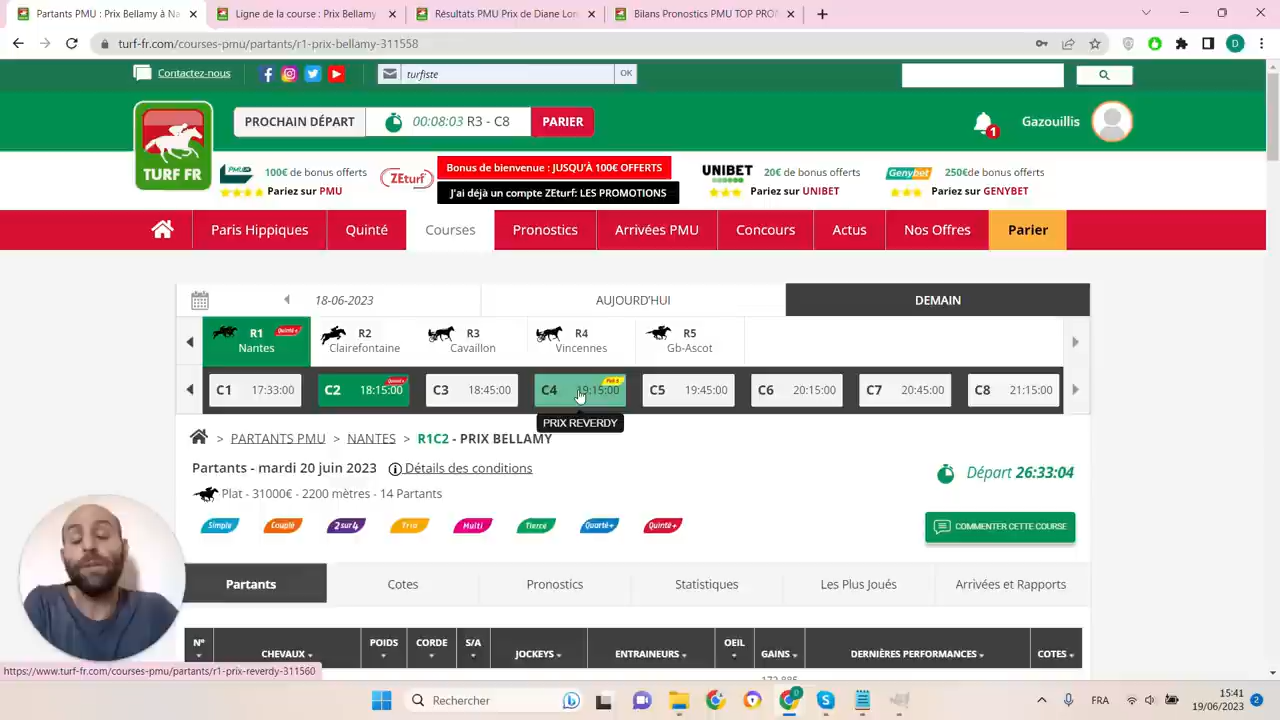 Partants PMU : Prix Bellamy à Na
Ligne de la course : Prix Bellamy
Résultats PMU Prix de Diane Lon
Bilans Pronostics PMU TOP PRO
turf-fr.com/courses-pmu/partants/r1-prix-bellamy-311558
D
Contactez-nous
turfiste
OK
TURF FR
PROCHAIN DÉPART
00:08:03 R3 - C8
PARIER
1
Gazouillis
100€ de bonus offerts
Pariez sur PMU
ZEturf
Bonus de bienvenue : JUSQU'À 100€ OFFERTS
J'ai déjà un compte ZEturf: LES PROMOTIONS
UNIBET
20€ de bonus offerts
Pariez sur UNIBET
Genybet
250€ de bonus offerts
Pariez sur GENYBET
Paris Hippiques
Quinté
Courses
Pronostics
Arrivées PMU
Concours
Actus
Nos Offres
Parier
18-06-2023
AUJOURD'HUI
DEMAIN
R1
Quinté+
Nantes
R2
Clairefontaine
R3
Cavaillon
R4
Vincennes
R5
Gb-Ascot
C1 17:33:00
C2 18:15:00
C3 18:45:00
C4 19:15:00
C5 19:45:00
C6 20:15:00
C7 20:45:00
C8 21:15:00
PRIX REVERDY
> PARTANTS PMU > NANTES > R1C2 - PRIX BELLAMY
Partants - mardi 20 juin 2023
Détails des conditions
Départ 26:33:04
Plat - 31000€ - 2200 mètres - 14 Partants
Simple
Couplé
2 sur 4
Trio
Multi
Tiercé
Quarté+
Quinté+
COMMENTER CETTE COURSE
Partants
Cotes
Pronostics
Statistiques
Les Plus Joués
Arrivées et Rapports
N°
CHEVAUX
POIDS
CORDE
S/A
JOCKEYS
ENTRAINEURS
OEIL
GAINS
DERNIÈRES PERFORMANCES
COTES
https://www.turf-fr.com/courses-pmu/partants/r1-prix-reverdy-311560
Rechercher
FRA
15:41
19/06/2023
2